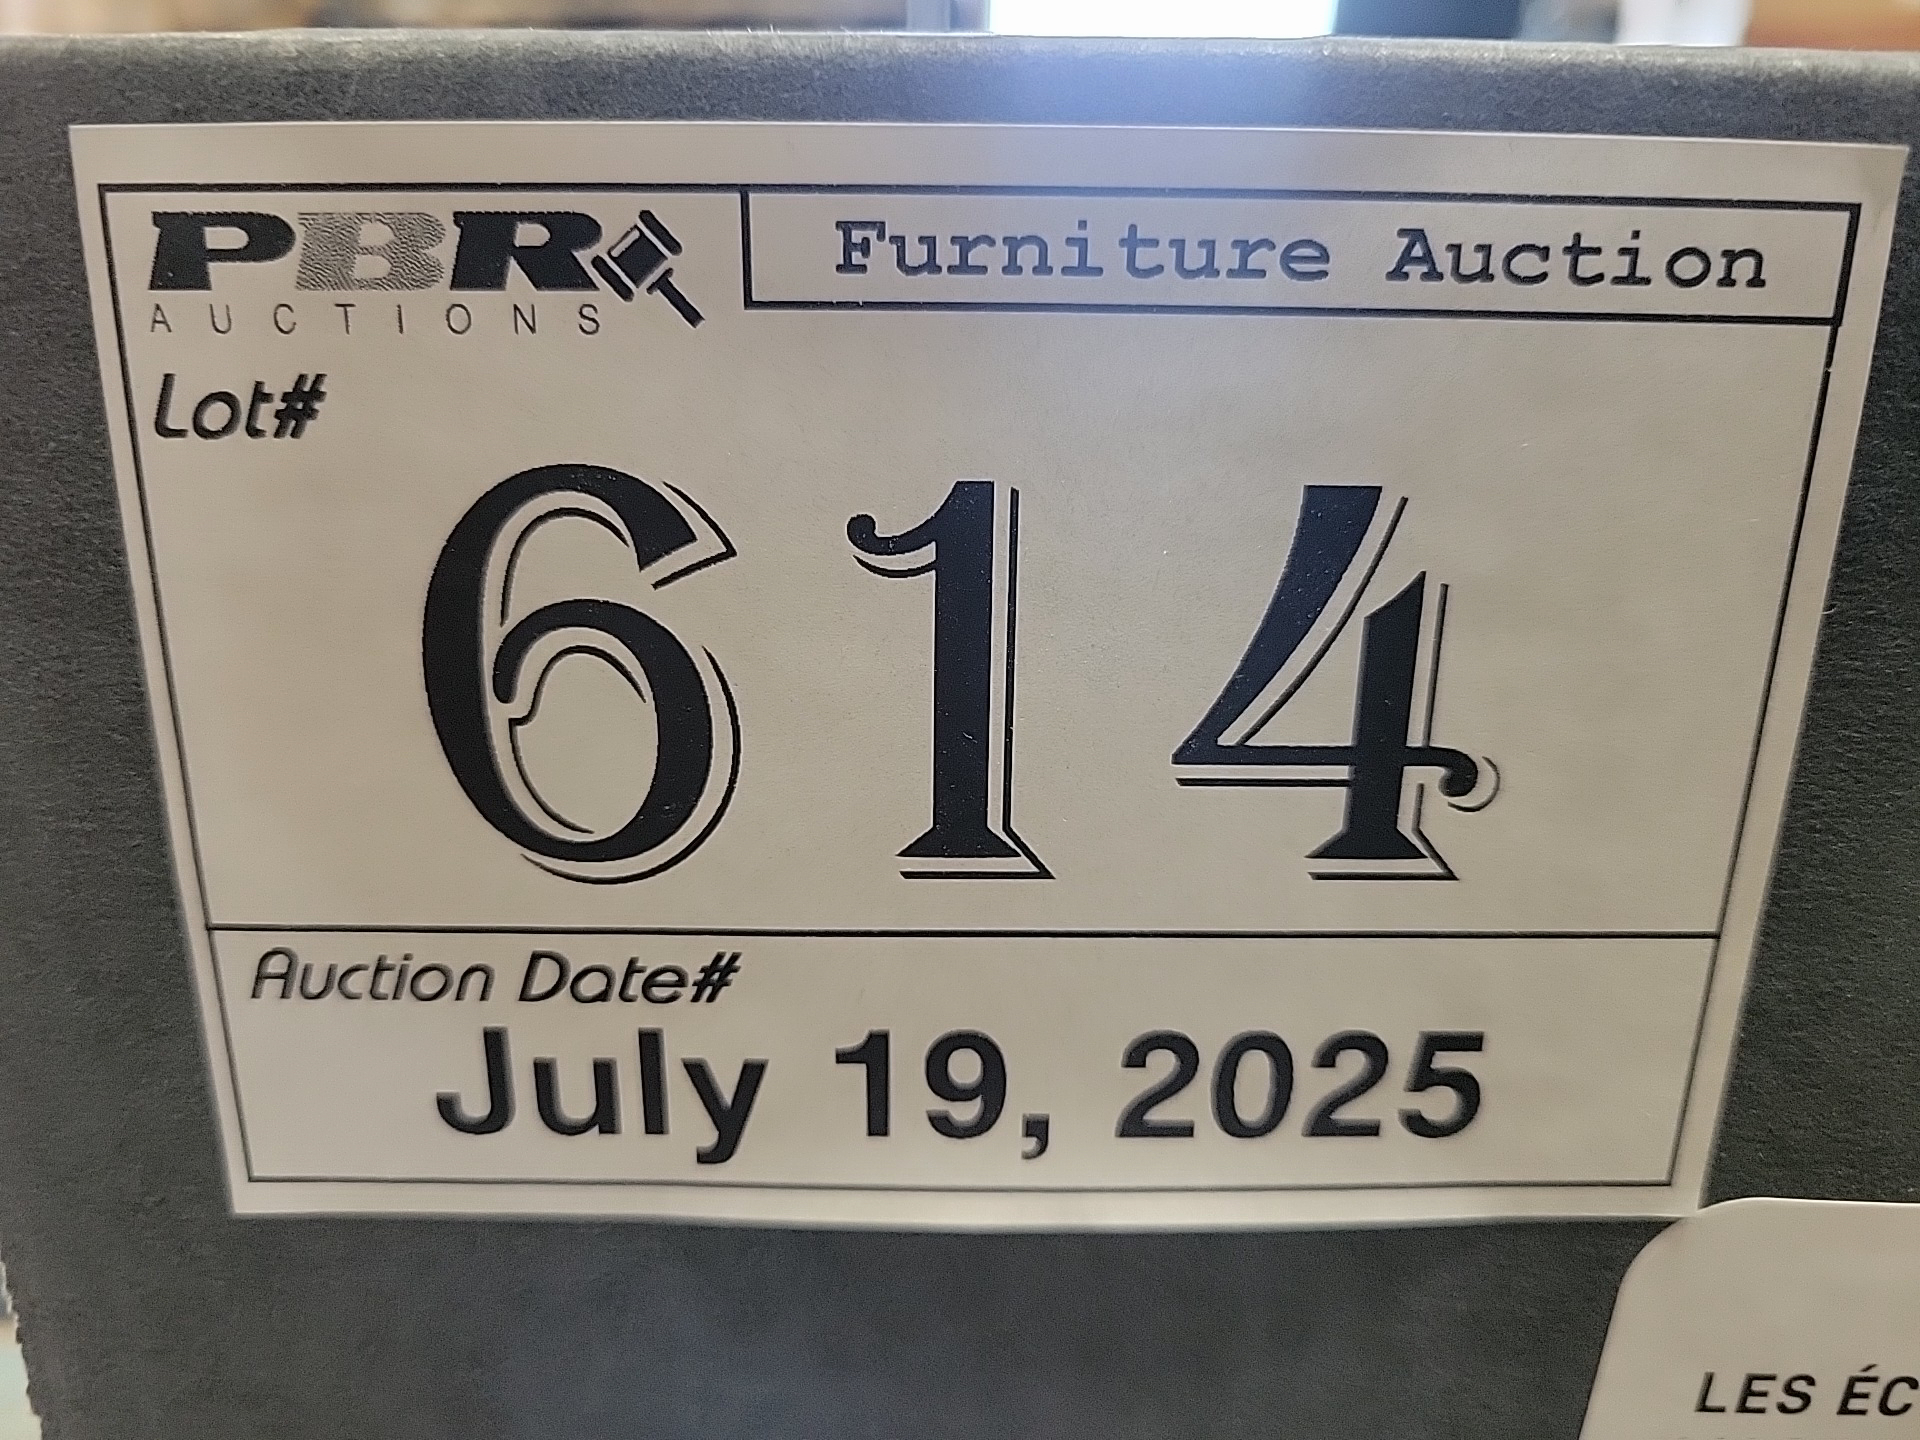 PBR
AUCTIONS
Furniture Auction
Lot#
614
Auction Date#
July 19, 2025
LES ÉC